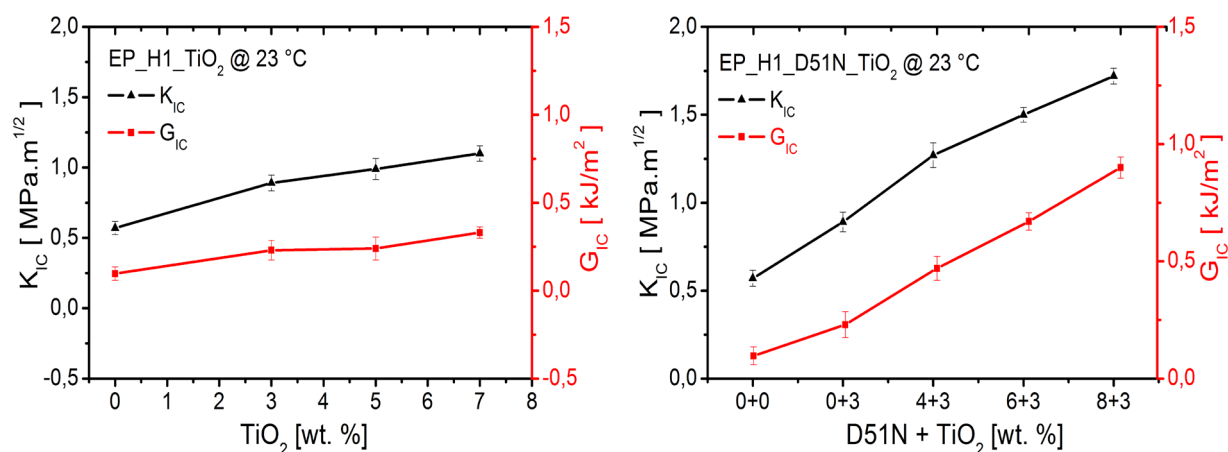 EP_H1_TiO2 @ 23 °C
KIC
GIC
KIC [ MPa.m1/2]
2,0
1,5
1,0
0,5
0,0
-0,5
GIC [ kJ/m2]
1,5
1,0
0,5
0,0
-0,5
0 1 2 3 4 5 6 7 8
TiO2 [wt. %]
EP_H1_D51N_TiO2 @ 23 °C
KIC
GIC
KIC [ MPa.m1/2]
2,0
1,5
1,0
0,5
0,0
GIC [ kJ/m2]
1,5
1,0
0,5
0,0
0+0 0+3 4+3 6+3 8+3
D51N + TiO2 [wt. %]